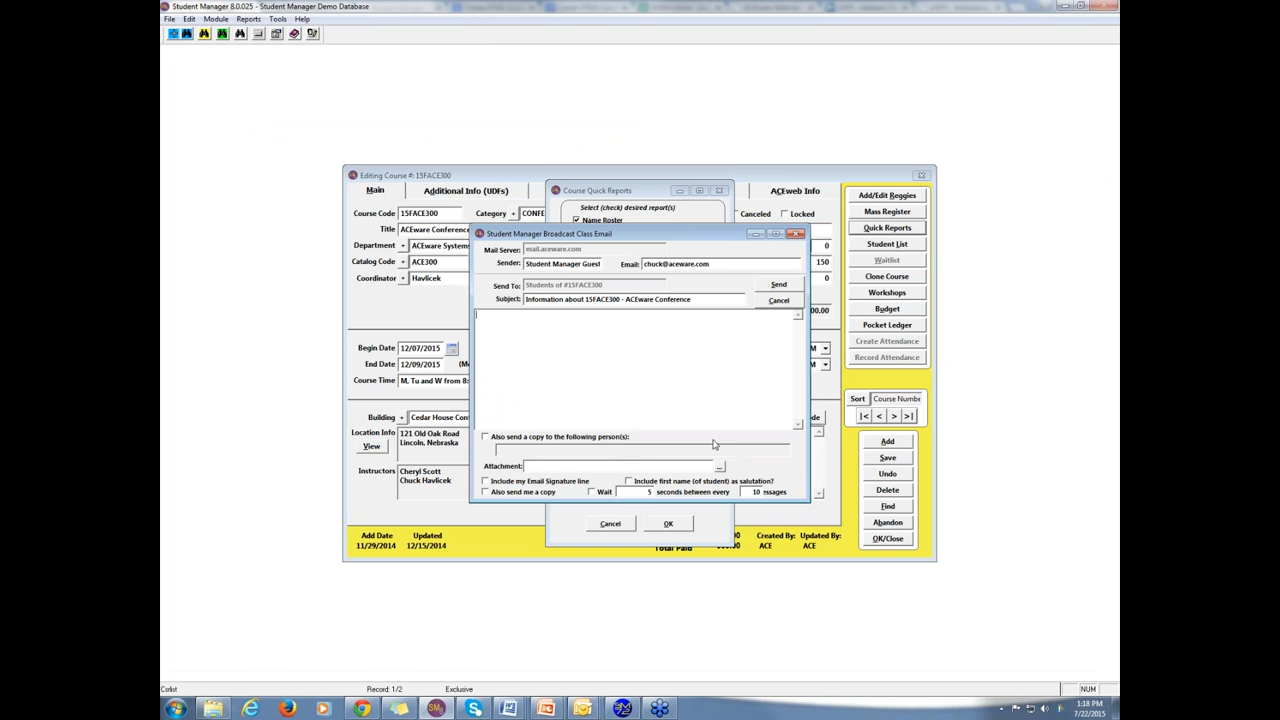 Student Manager 8.0.025 - Student Manager Demo Database
File Edit Module Reports Tools Help
Editing Course #: 15FACE300
Main Additional Info (UDFs) ACEweb Info
Course Code 15FACE300 Category + CONFE
Canceled Locked
Title ACEware Conference
Department + ACEware Systems 0
Catalog Code + ACE300 150
Coordinator + Havlicek 0
00.00
Begin Date 12/07/2015
End Date 12/09/2015 (Mo
Course Time M, Tu and W from 8:
Building + Cedar House Con
Location Info 121 Old Oak Road
Lincoln, Nebraska
View
Instructors Cheryl Scott
Chuck Havlicek
Add Date Updated
11/29/2014 12/15/2014
Total Paid
Created By: Updated By:
ACE ACE
Course Quick Reports
Select (check) desired report(s)
Name Roster
Cancel OK
Student Manager Broadcast Class Email
Mail Server: mail.aceware.com
Sender: Student Manager Guest Email: chuck@aceware.com
Send To: Students of #15FACE300 Send
Subject: Information about 15FACE300 - ACEware Conference Cancel
Also send a copy to the following person(s):
Attachment: ...
Include my Email Signature line Include first name (of student) as salutation?
Also send me a copy Wait 5 seconds between every 10 essages
Add/Edit Reggies
Mass Register
Quick Reports
Student List
Waitlist
Clone Course
Workshops
Budget
Pocket Ledger
Create Attendance
Record Attendance
Sort Course Numbe
|< < > >|
Add
Save
Undo
Delete
Find
Abandon
OK/Close
Csrlist Record: 1/2 Exclusive NUM
1:18 PM
7/22/2015